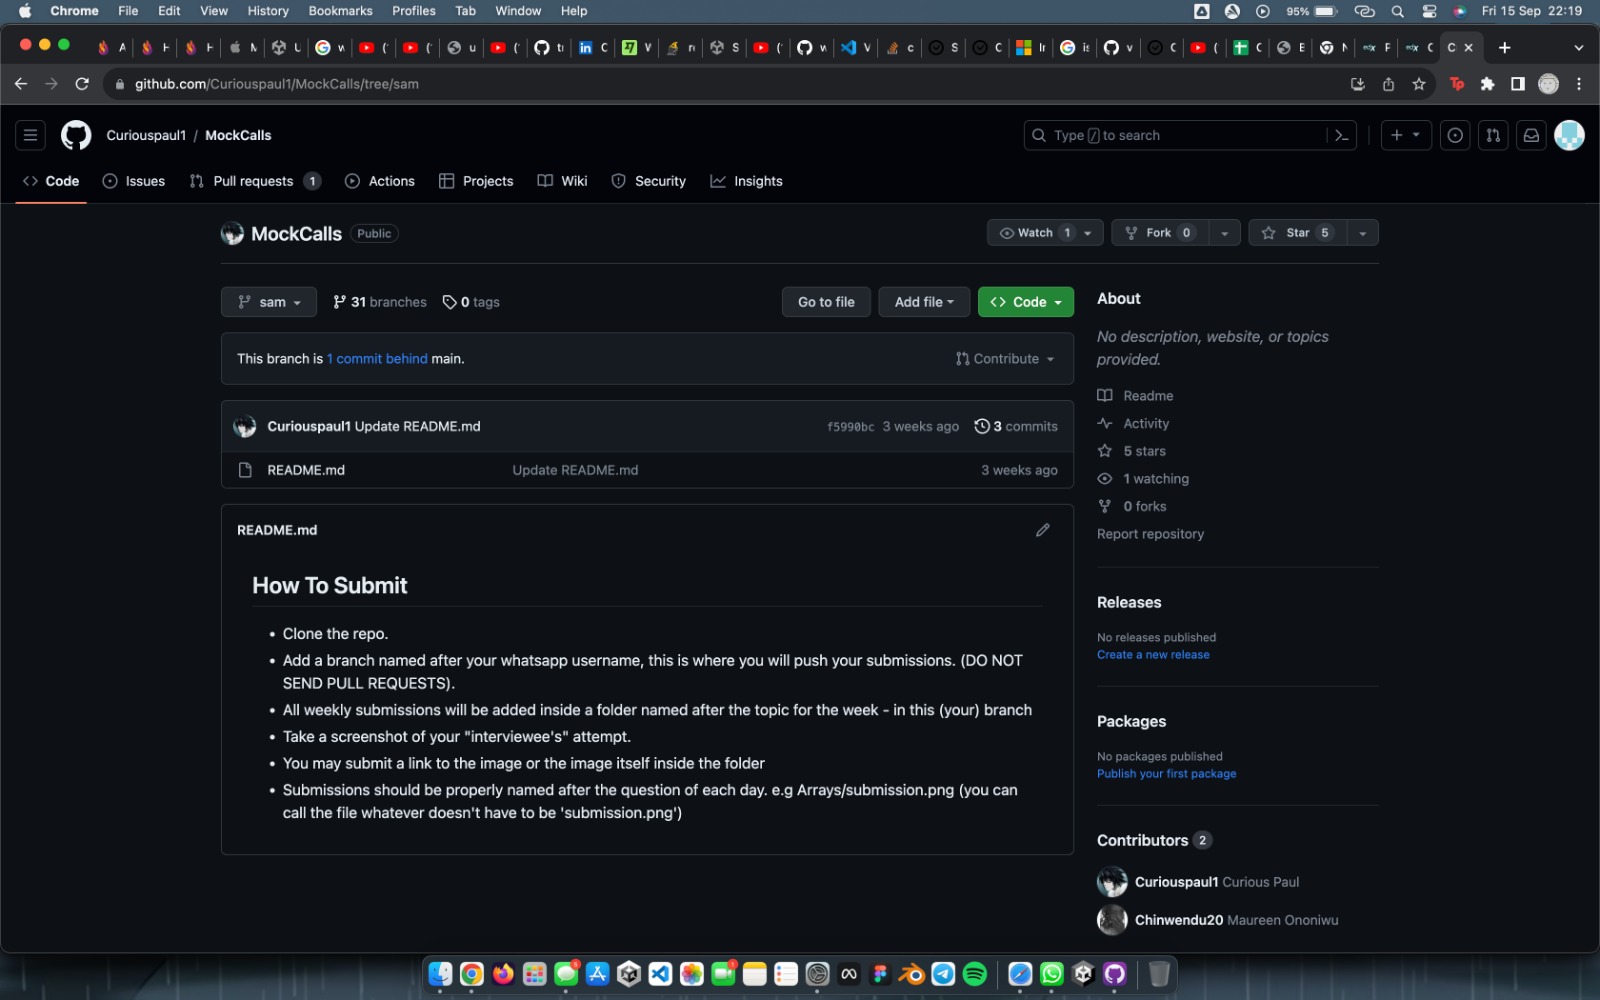 Chrome File Edit View History Bookmarks Profiles Tab Window Help 95% Fri 15 Sep 22:19
github.com/Curiouspaul1/MockCalls/tree/sam
Curiouspaul1 / MockCalls Type / to search
Code Issues Pull requests 1 Actions Projects Wiki Security Insights
MockCalls Public Watch 1 Fork 0 Star 5
sam 31 branches 0 tags Go to file Add file Code
This branch is 1 commit behind main. Contribute
Curiouspaul1 Update README.md f5990bc 3 weeks ago 3 commits
README.md Update README.md 3 weeks ago
README.md
How To Submit
• Clone the repo.
• Add a branch named after your whatsapp username, this is where you will push your submissions. (DO NOT
SEND PULL REQUESTS).
• All weekly submissions will be added inside a folder named after the topic for the week - in this (your) branch
• Take a screenshot of your "interviewee's" attempt.
• You may submit a link to the image or the image itself inside the folder
• Submissions should be properly named after the question of each day. e.g Arrays/submission.png (you can
call the file whatever doesn't have to be 'submission.png')
About
No description, website, or topics
provided.
Readme
Activity
5 stars
1 watching
0 forks
Report repository
Releases
No releases published
Create a new release
Packages
No packages published
Publish your first package
Contributors 2
Curiouspaul1 Curious Paul
Chinwendu20 Maureen Ononiwu